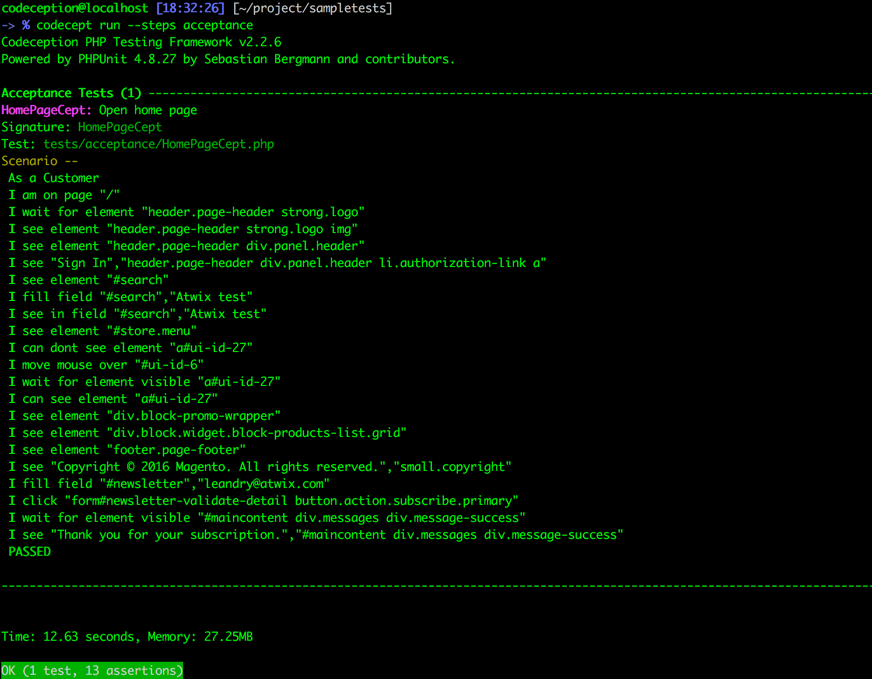 codeception@localhost [18:32:26] [~/project/sampletests]
-> % codecept run --steps acceptance
Codeception PHP Testing Framework v2.2.6
Powered by PHPUnit 4.8.27 by Sebastian Bergmann and contributors.
Acceptance Tests (1) --------------------------------------------------------------------------------------------------------
HomePageCept: Open home page
Signature: HomePageCept
Test: tests/acceptance/HomePageCept.php
Scenario --
As a Customer
I am on page "/"
I wait for element "header.page-header strong.logo"
I see element "header.page-header strong.logo img"
I see element "header.page-header div.panel.header"
I see "Sign In","header.page-header div.panel.header li.authorization-link a"
I see element "#search"
I fill field "#search","Atwix test"
I see in field "#search","Atwix test"
I see element "#store.menu"
I can dont see element "a#ui-id-27"
I move mouse over "#ui-id-6"
I wait for element visible "a#ui-id-27"
I can see element "a#ui-id-27"
I see element "div.block-promo-wrapper"
I see element "div.block.widget.block-products-list.grid"
I see element "footer.page-footer"
I see "Copyright © 2016 Magento. All rights reserved.","small.copyright"
I fill field "#newsletter","leandry@atwix.com"
I click "form#newsletter-validate-detail button.action.subscribe.primary"
I wait for element visible "#maincontent div.messages div.message-success"
I see "Thank you for your subscription.","#maincontent div.messages div.message-success"
PASSED
-----------------------------------------------------------------------------------------------------------------------------
Time: 12.63 seconds, Memory: 27.25MB
OK (1 test, 13 assertions)